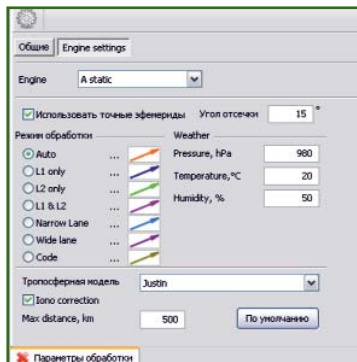 Общие Engine settings
Engine A static
Использовать точные эфемериды Угол отсечки 15 °
Режим обработки Weather
Auto ... Pressure, hPa 980
L1 only ...
L2 only ... Temperature,°C 20
L1 & L2 ... Humidity, % 50
Narrow Lane ...
Wide lane ...
Code ...
Тропосферная модель Justin
Iono correction
Max distance, km 500 По умолчанию
Параметры обработки